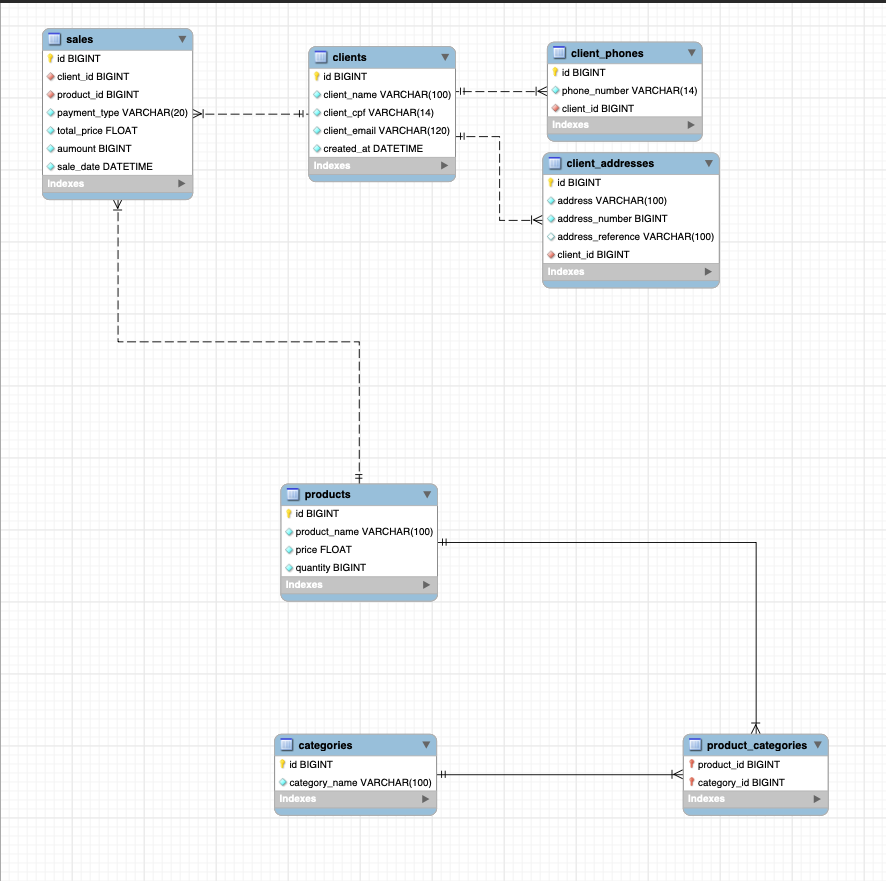 sales
id BIGINT
client_id BIGINT
product_id BIGINT
payment_type VARCHAR(20)
total_price FLOAT
aumount BIGINT
sale_date DATETIME
Indexes
clients
id BIGINT
client_name VARCHAR(100)
client_cpf VARCHAR(14)
client_email VARCHAR(120)
created_at DATETIME
Indexes
client_phones
id BIGINT
phone_number VARCHAR(14)
client_id BIGINT
Indexes
client_addresses
id BIGINT
address VARCHAR(100)
address_number BIGINT
address_reference VARCHAR(100)
client_id BIGINT
Indexes
products
id BIGINT
product_name VARCHAR(100)
price FLOAT
quantity BIGINT
Indexes
categories
id BIGINT
category_name VARCHAR(100)
Indexes
product_categories
product_id BIGINT
category_id BIGINT
Indexes